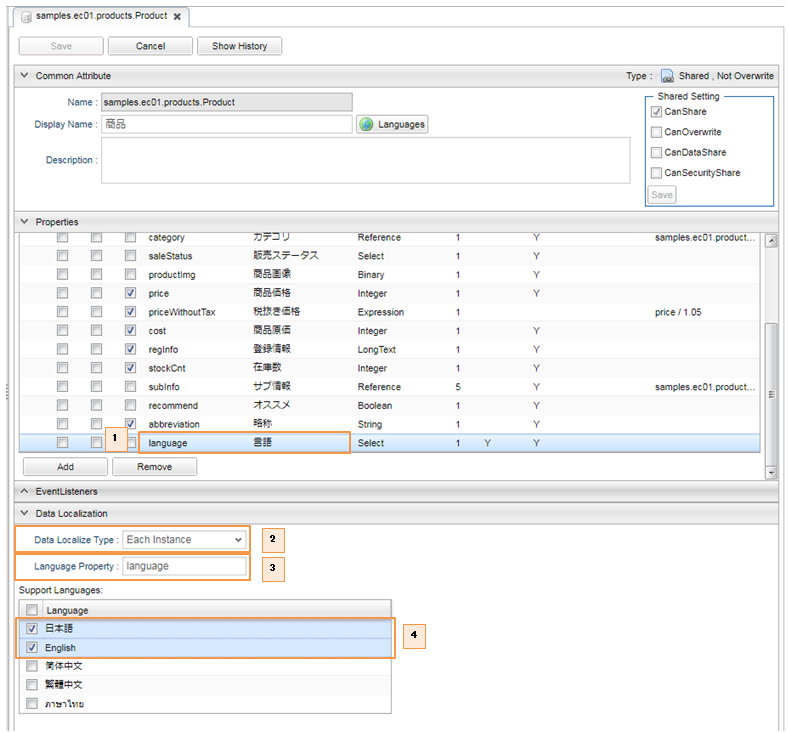 samples.ec01.products.Product
Save Cancel Show History
Common Attribute Type : Shared , Not Overwrite
Name : samples.ec01.products.Product
Display Name : 商品 Languages
Description :
Shared Setting
CanShare
CanOverwrite
CanDataShare
CanSecurityShare
Save
Properties
category カテゴリ Reference 1 Y samples.ec01.product...
saleStatus 販売ステータス Select 1 Y
productImg 商品画像 Binary 1 Y
price 商品価格 Integer 1 Y
priceWithoutTax 税抜き価格 Expression 1 price / 1.05
cost 商品原価 Integer 1 Y
regInfo 登録情報 LongText 1 Y
stockCnt 在庫数 Integer 1 Y
subInfo サブ情報 Reference 5 Y samples.ec01.product...
recommend オススメ Boolean 1 Y
abbreviation 略称 String 1 Y
1 language 言語 Select 1 Y Y
Add Remove
EventListeners
Data Localization
Data Localize Type : Each Instance 2
Language Property : language 3
Support Languages:
Language
日本語
English
4
简体中文
繁體中文
ภาษาไทย